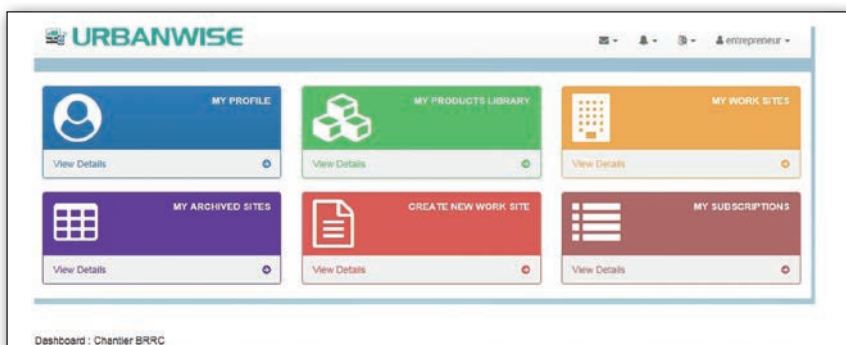 URBANWISE
entrepreneur
MY PROFILE
MY PRODUCTS LIBRARY
MY WORK SITES
View Details
View Details
View Details
MY ARCHIVED SITES
CREATE NEW WORK SITE
MY SUBSCRIPTIONS
View Details
View Details
View Details
Dashboard : Chantier BRRC